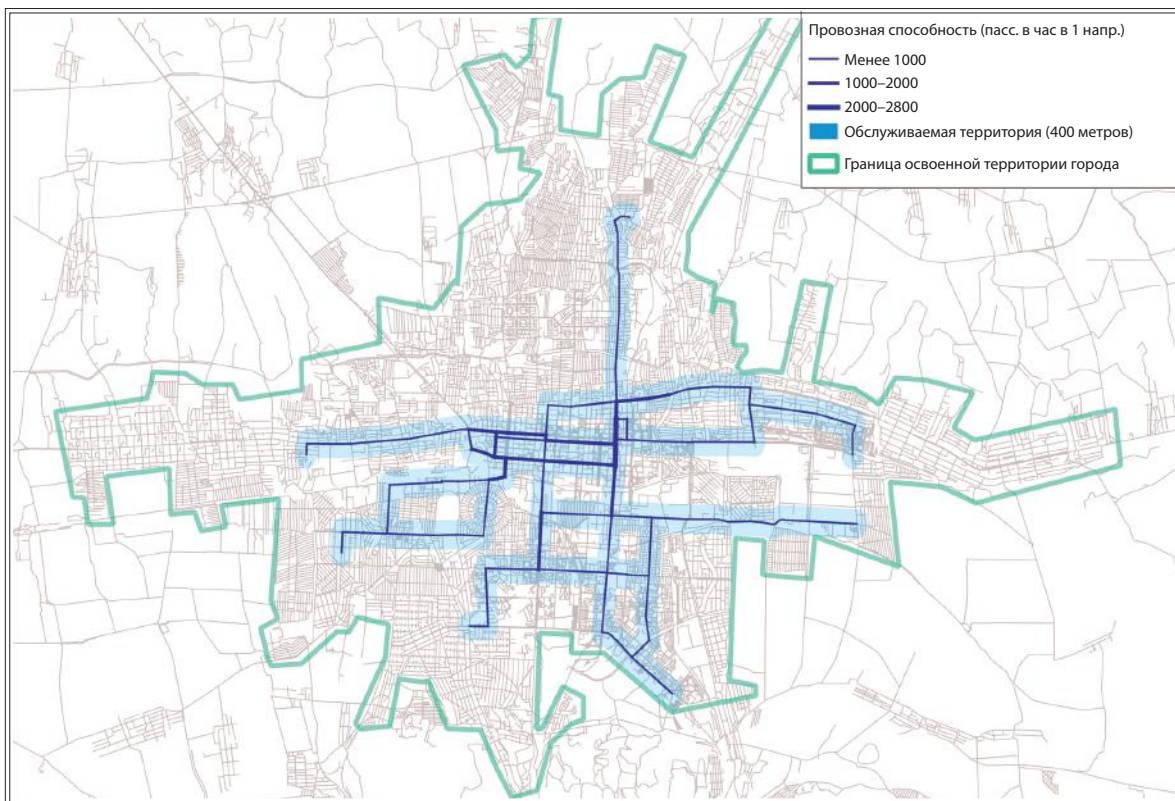 Провозная способность (пасс. в час в 1 напр.)
Менее 1000
1000–2000
2000–2800
Обслуживаемая территория (400 метров)
Граница освоенной территории города